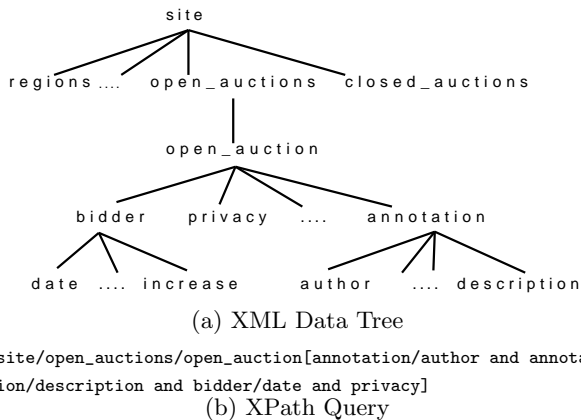 site
regions .... open_auctions closed_auctions
open_auction
bidder privacy .... annotation
date .... increase author .... description
(a) XML Data Tree
site/open_auctions/open_auction[annotation/author and annota
ion/description and bidder/date and privacy]
(b) XPath Query